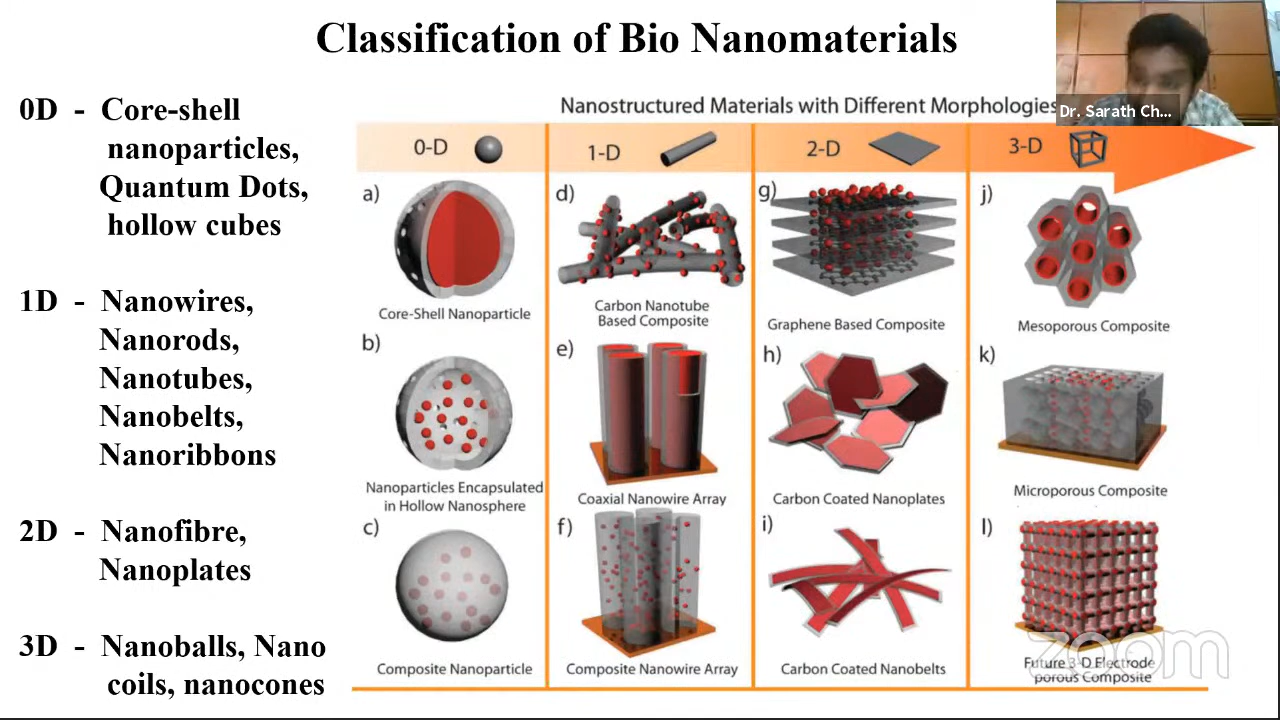 Classification of Bio Nanomaterials
Dr. Sarath Ch...
0D - Core-shell
nanoparticles,
Quantum Dots,
hollow cubes
1D - Nanowires,
Nanorods,
Nanotubes,
Nanobelts,
Nanoribbons
2D - Nanofibre,
Nanoplates
3D - Nanoballs, Nano
coils, nanocones
Nanostructured Materials with Different Morphologies
0-D
1-D
2-D
3-D
a)
Core-Shell Nanoparticle
b)
Nanoparticles Encapsulated
in Hollow Nanosphere
c)
Composite Nanoparticle
d)
Carbon Nanotube
Based Composite
e)
Coaxial Nanowire Array
f)
Composite Nanowire Array
g)
Graphene Based Composite
h)
Carbon Coated Nanoplates
i)
Carbon Coated Nanobelts
j)
Mesoporous Composite
k)
Microporous Composite
l)
Future 3-D Electrode
porous Composite
zoom